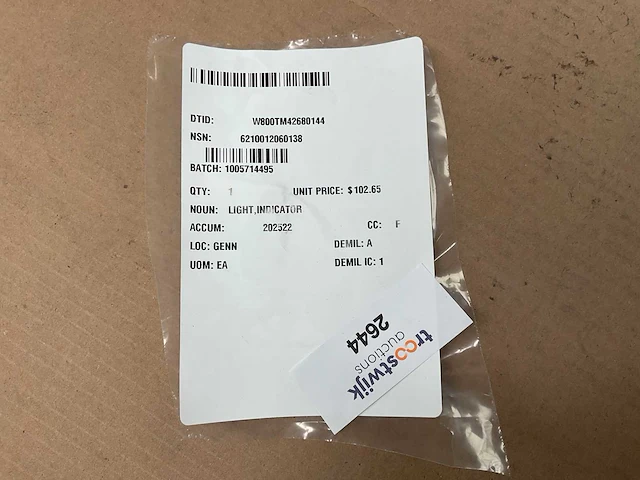 DTID: W800TM42680144
NSN: 6210012060138
BATCH: 1005714495
QTY: 1 UNIT PRICE: $102.65
NOUN: LIGHT,INDICATOR
ACCUM: 202522 CC: F
LOC: GENN DEMIL: A
UOM: EA DEMIL IC: 1
troostwijk
auctions
2644